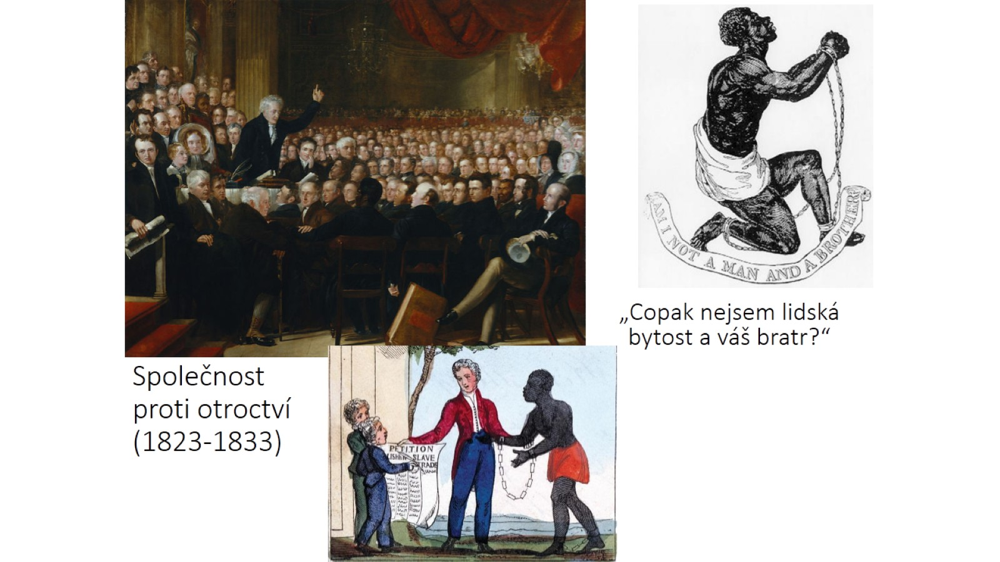 AM I NOT A MAN AND A BROTHER?
„Copak nejsem lidská
bytost a váš bratr?“
Společnost
proti otroctví
(1823-1833)
PETITION
SLAVE
TRADE